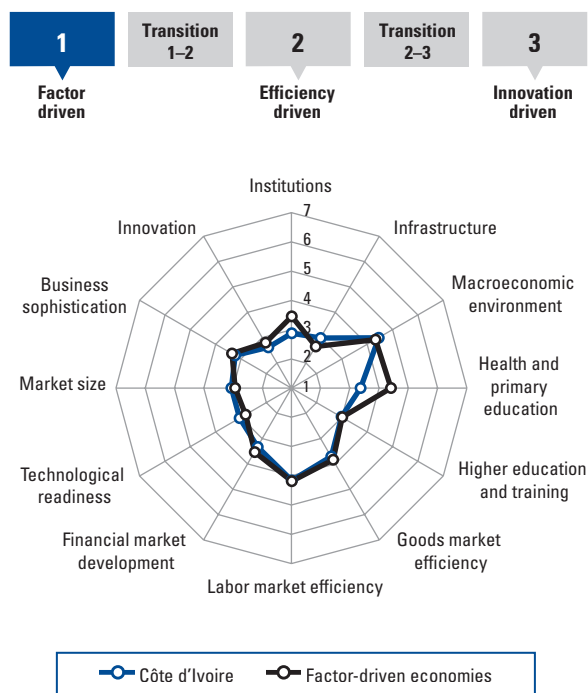 1
Transition
1–2
2
Transition
2–3
3
Factor
driven
Efficiency
driven
Innovation
driven
Institutions
7
Innovation
6
Infrastructure
5
Business
sophistication
4
Macroeconomic
environment
3
2
Market size
1
Health and
primary
education
Technological
readiness
Higher education
and training
Financial market
development
Goods market
efficiency
Labor market efficiency
Côte d’Ivoire
Factor-driven economies